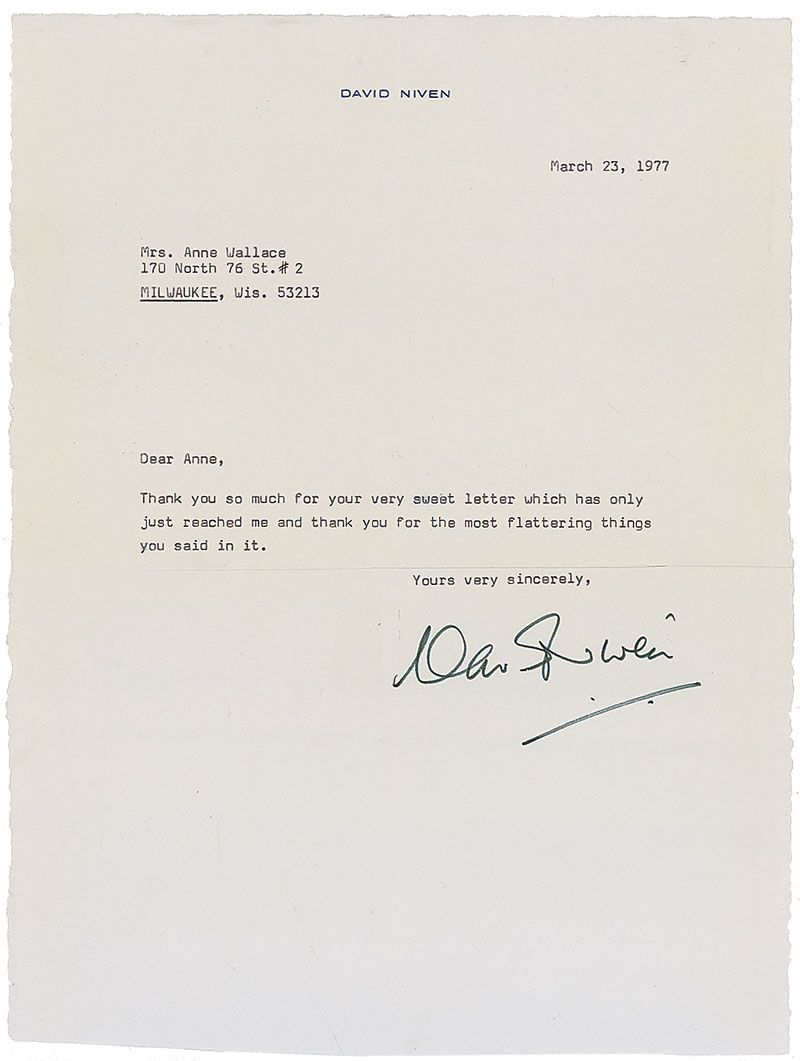 DAVID NIVEN
March 23, 1977
Mrs. Anne Wallace
170 North 76 St.# 2
MILWAUKEE, Wis. 53213
Dear Anne,
Thank you so much for your very sweet letter which has only
just reached me and thank you for the most flattering things
you said in it.
Yours very sincerely,
David Niven